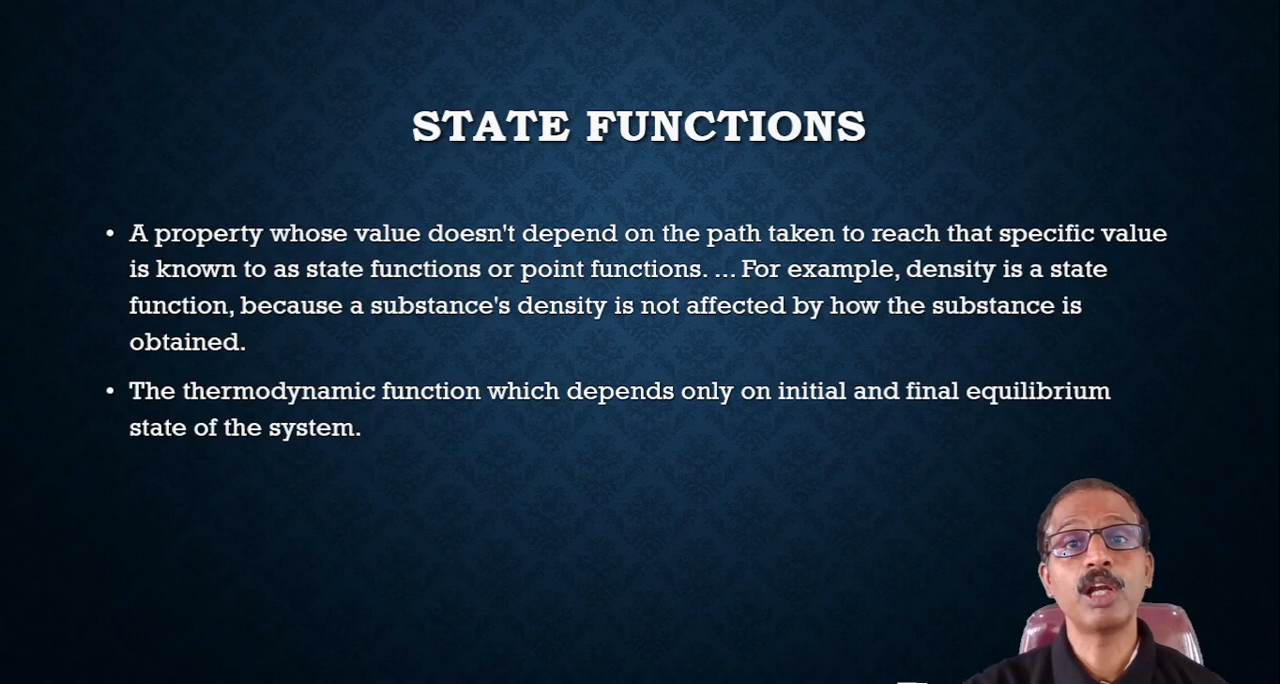 STATE FUNCTIONS
• A property whose value doesn't depend on the path taken to reach that specific value
is known to as state functions or point functions. ... For example, density is a state
function, because a substance's density is not affected by how the substance is
obtained.
• The thermodynamic function which depends only on initial and final equilibrium
state of the system.